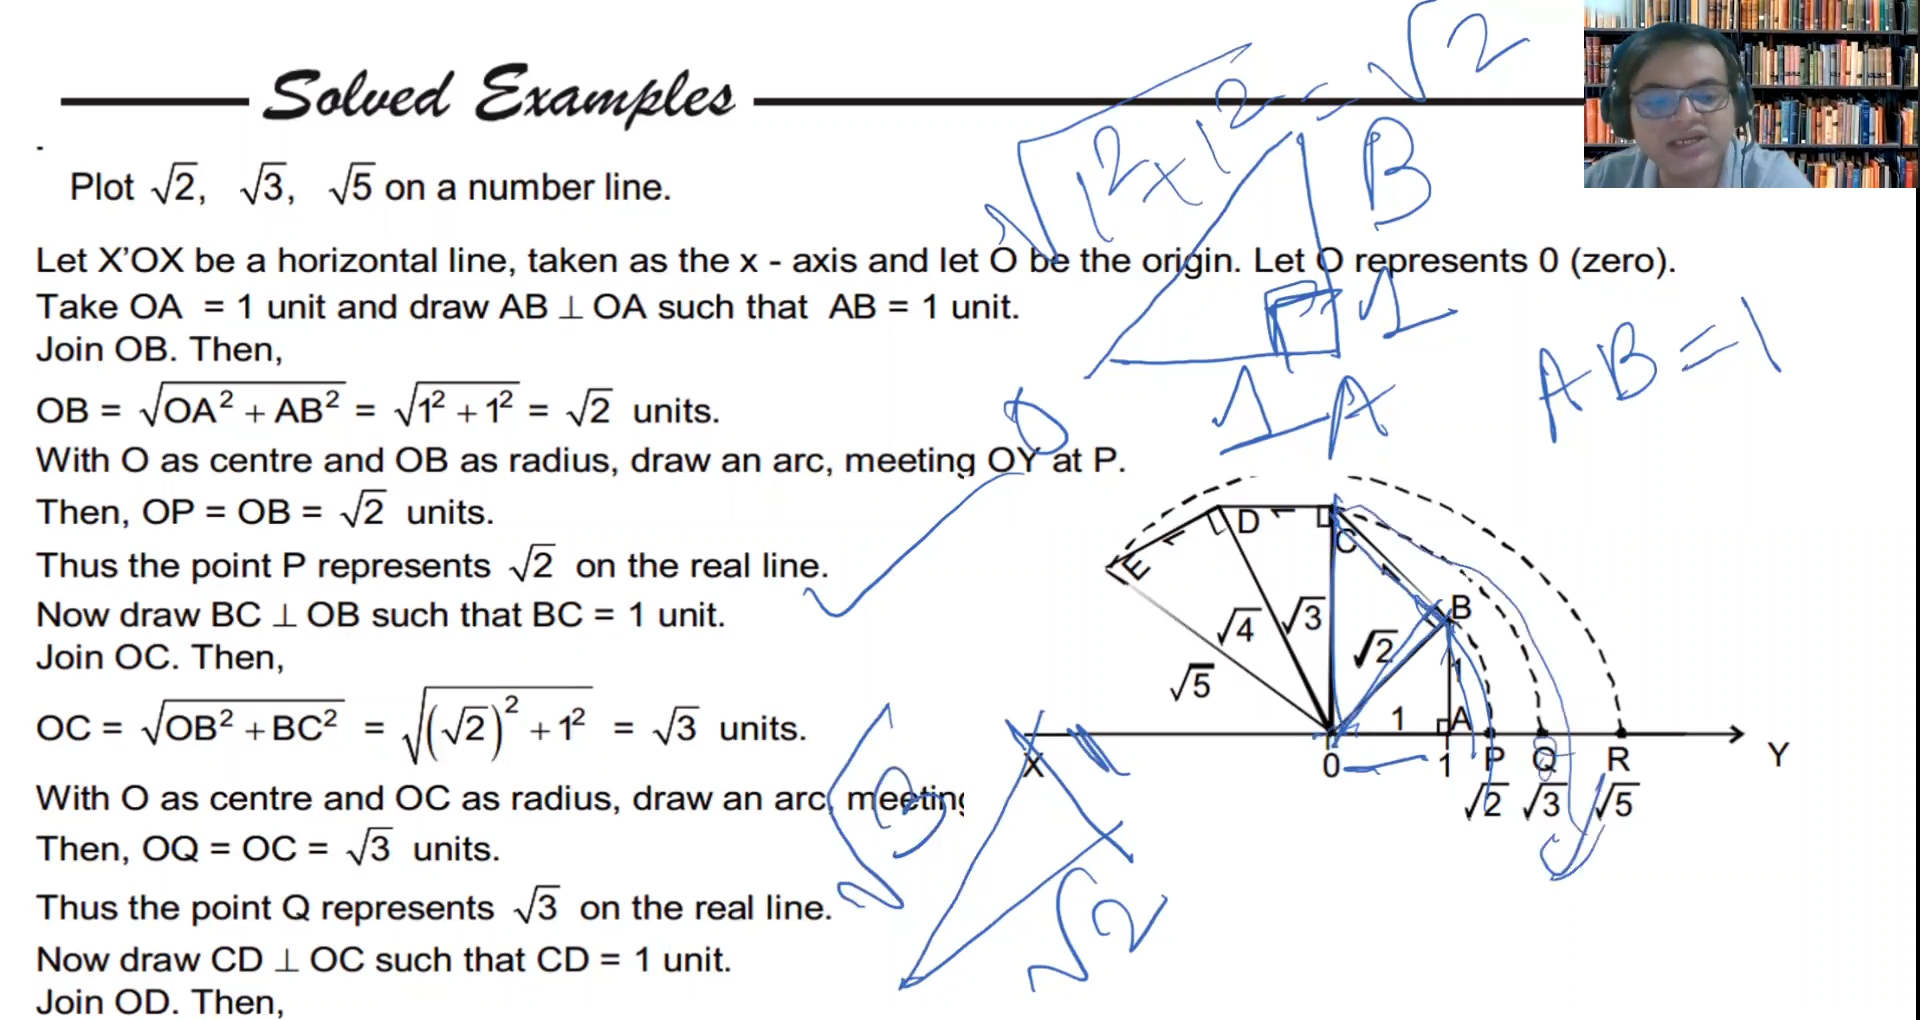 Solved Examples
Plot √2, √3, √5 on a number line.
Let X'OX be a horizontal line, taken as the x - axis and let O be the origin. Let O represents 0 (zero).
Take OA = 1 unit and draw AB ⊥ OA such that AB = 1 unit.
Join OB. Then,
OB = √(OA² + AB²) = √(1² + 1²) = √2 units.
With O as centre and OB as radius, draw an arc, meeting OY at P.
Then, OP = OB = √2 units.
Thus the point P represents √2 on the real line.
Now draw BC ⊥ OB such that BC = 1 unit.
Join OC. Then,
OC = √(OB² + BC²) = √((√2)² + 1²) = √3 units.
With O as centre and OC as radius, draw an arc, meeting
Then, OQ = OC = √3 units.
Thus the point Q represents √3 on the real line.
Now draw CD ⊥ OC such that CD = 1 unit.
Join OD. Then,
√(1² + 1²) = √2
B
1
1
A
O
AB = 1
D 1
C
E 1
1
B
√4 √3 √2
√5
1
1 A
X 0 1 P Q R Y
√2 √3 √5
√3
1
√2